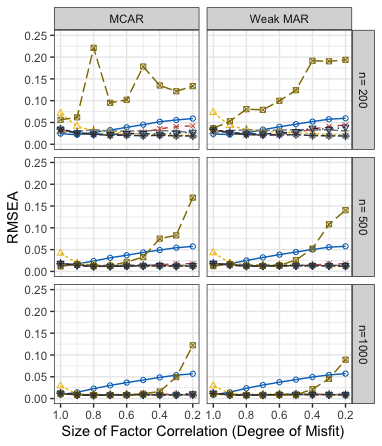 MCAR Weak MAR
0.25
0.20
0.15
0.10
0.05
0.00
n= 200
0.25
0.20
0.15
0.10
0.05
0.00
n= 500
0.25
0.20
0.15
0.10
0.05
0.00
n=1000
RMSEA
1.0 0.8 0.6 0.4 0.2 1.0 0.8 0.6 0.4 0.2
Size of Factor Correlation (Degree of Misfit)